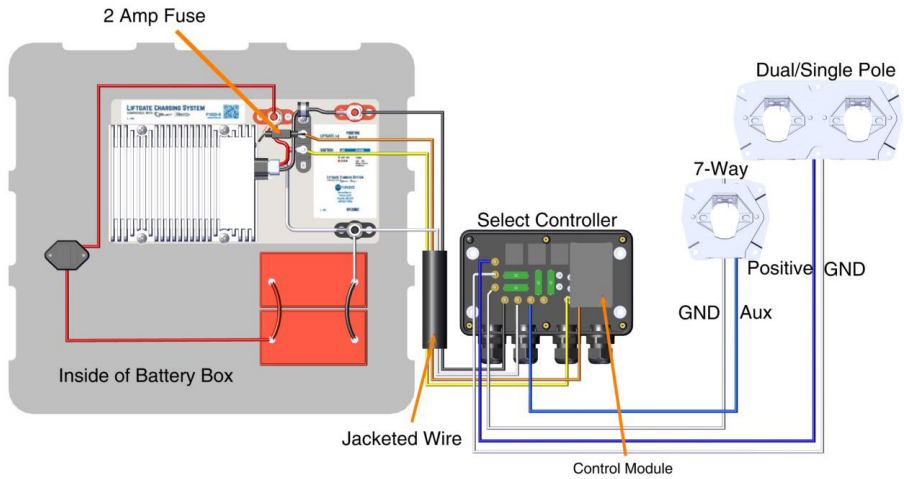 2 Amp Fuse
Dual/Single Pole
LIFTGATE CHARGING SYSTEM
7-Way
Select Controller
Positive
GND
GND
Aux
Inside of Battery Box
Jacketed Wire
Control Module